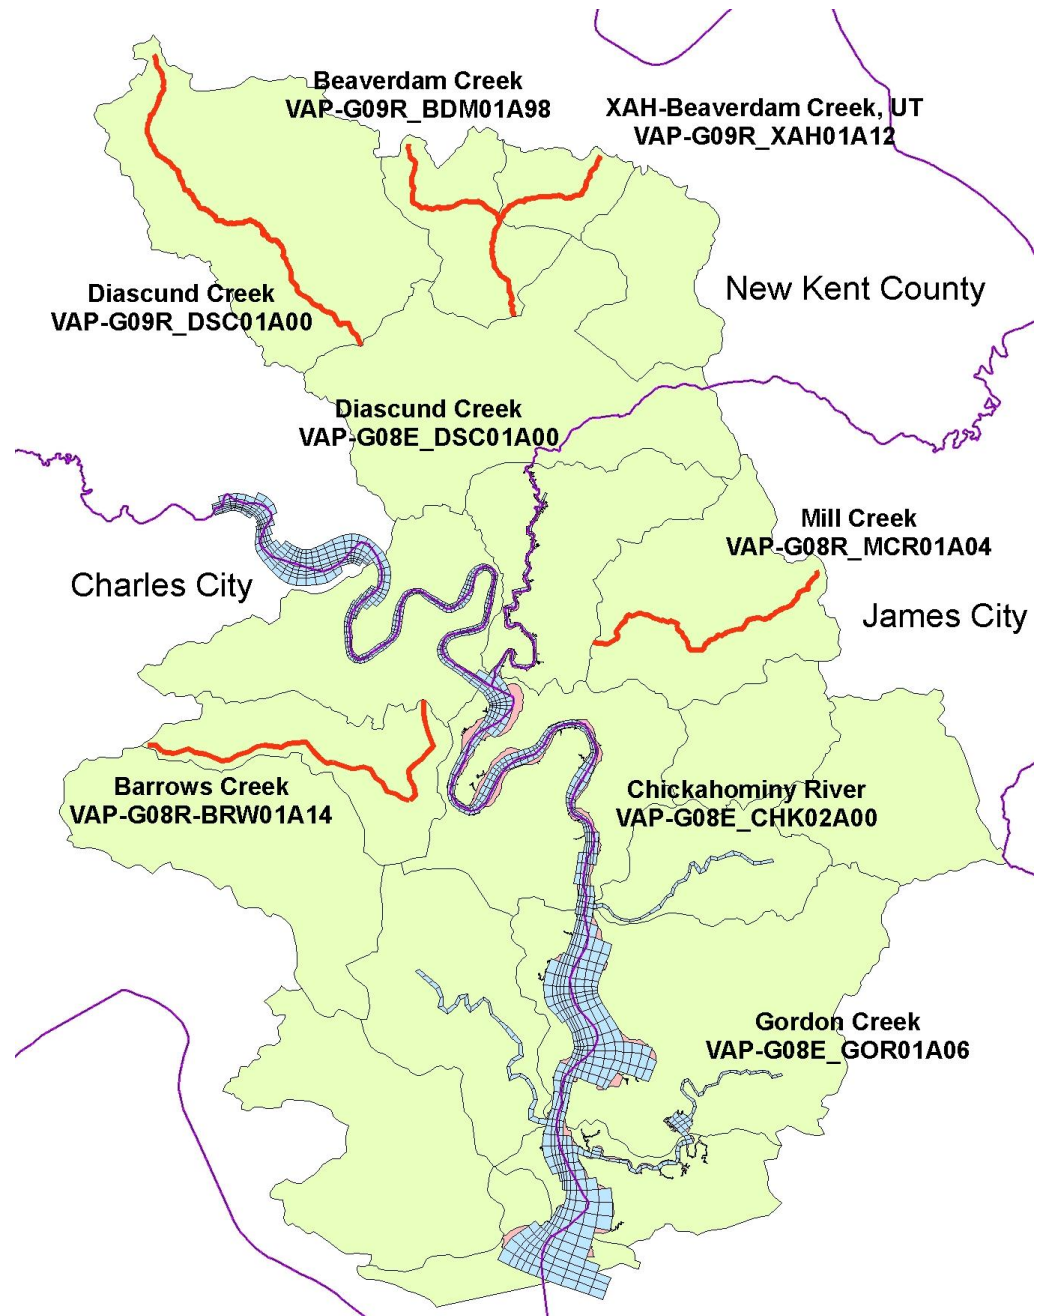 Beaverdam Creek
VAP-G09R_BDM01A98
XAH-Beaverdam Creek, UT
VAP-G09R_XAH01A12
Diascund Creek
VAP-G09R_DSC01A00
New Kent County
Diascund Creek
VAP-G08E_DSC01A00
Mill Creek
VAP-G08R_MCR01A04
Charles City
James City
Barrows Creek
VAP-G08R-BRW01A14
Chickahominy River
VAP-G08E_CHK02A00
Gordon Creek
VAP-G08E_GOR01A06